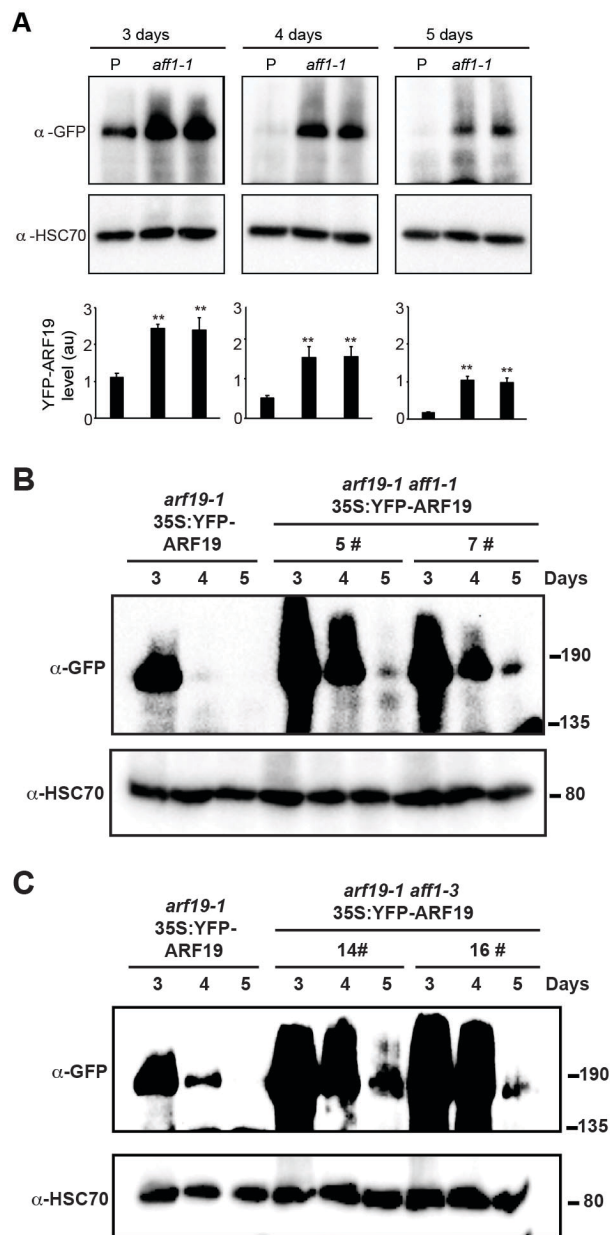 A
3 days 4 days 5 days
P aff1-1 P aff1-1 P aff1-1
α-GFP
α-HSC70
YFP-ARF19
level (au)
3 3 3
** ** ** ** ** **
2 2 2
1 1 1
0 0 0
B
arf19-1
35S:YFP-
ARF19
arf19-1 aff1-1
35S:YFP-ARF19
5 # 7 #
3 4 5 3 4 5 3 4 5 Days
α-GFP
–190
–135
α-HSC70
– 80
C
arf19-1
35S:YFP-
ARF19
arf19-1 aff1-3
35S:YFP-ARF19
14# 16 #
3 4 5 3 4 5 3 4 5 Days
α-GFP
–190
–135
α-HSC70
– 80